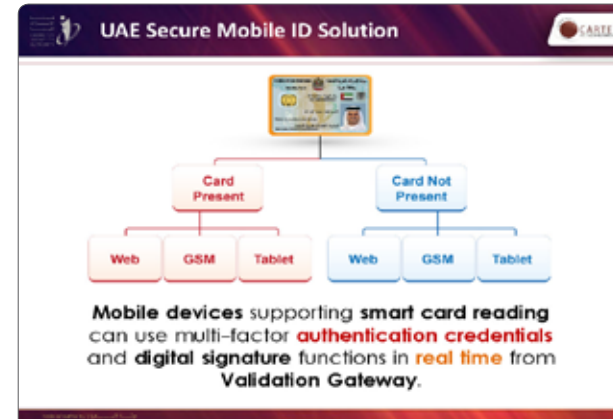 UAE Secure Mobile ID Solution
CARTE
Card
Present
Card Not
Present
Web GSM Tablet Web GSM Tablet
Mobile devices supporting smart card reading
can use multi-factor authentication credentials
and digital signature functions in real time from
Validation Gateway.